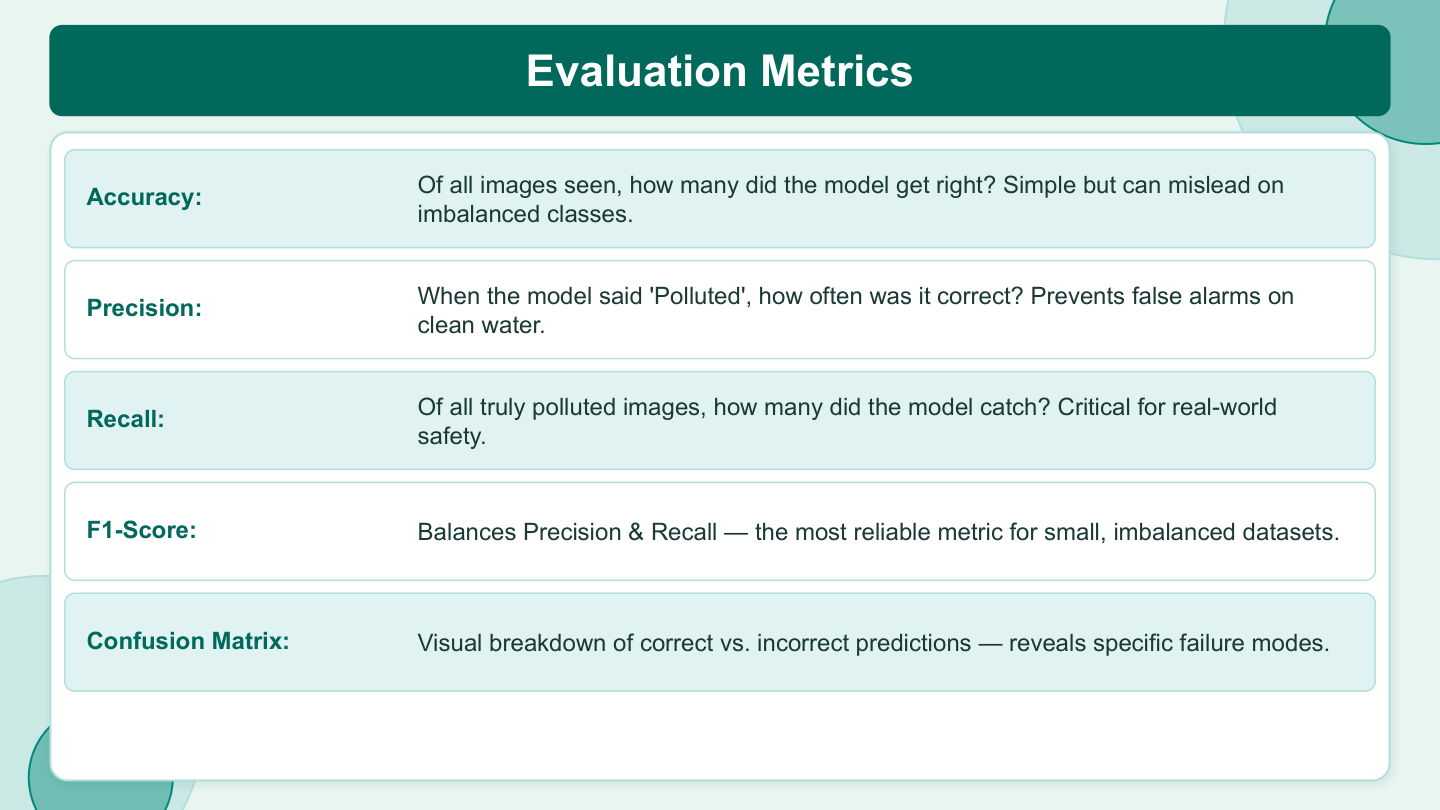 Evaluation Metrics
Accuracy:
Of all images seen, how many did the model get right? Simple but can mislead on
imbalanced classes.
Precision:
When the model said 'Polluted', how often was it correct? Prevents false alarms on
clean water.
Recall:
Of all truly polluted images, how many did the model catch? Critical for real-world
safety.
F1-Score:
Balances Precision & Recall — the most reliable metric for small, imbalanced datasets.
Confusion Matrix:
Visual breakdown of correct vs. incorrect predictions — reveals specific failure modes.